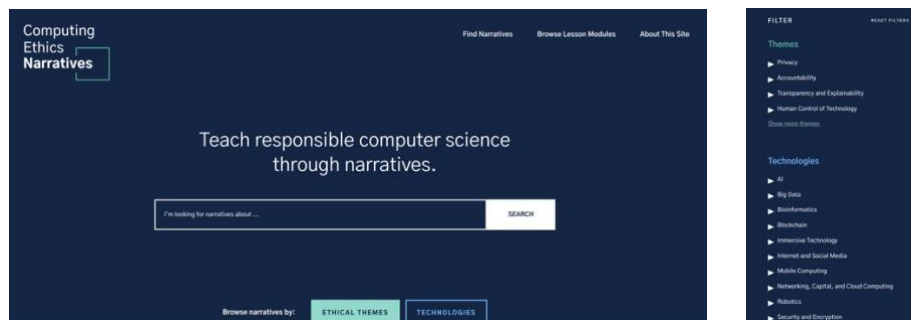 Computing
Ethics
Narratives
Find Narratives Browse Lesson Modules About This Site
Teach responsible computer science
through narratives.
I'm looking for narratives about ...
SEARCH
Browse narratives by:
ETHICAL THEMES
TECHNOLOGIES
FILTER RESET FILTERS
Themes
Privacy
Accountability
Transparency and Explainability
Human Control of Technology
Show more themes
Technologies
AI
Big Data
Bioinformatics
Blockchain
Immersive Technology
Internet and Social Media
Mobile Computing
Networking, Capital, and Cloud Computing
Robotics
Security and Encryption